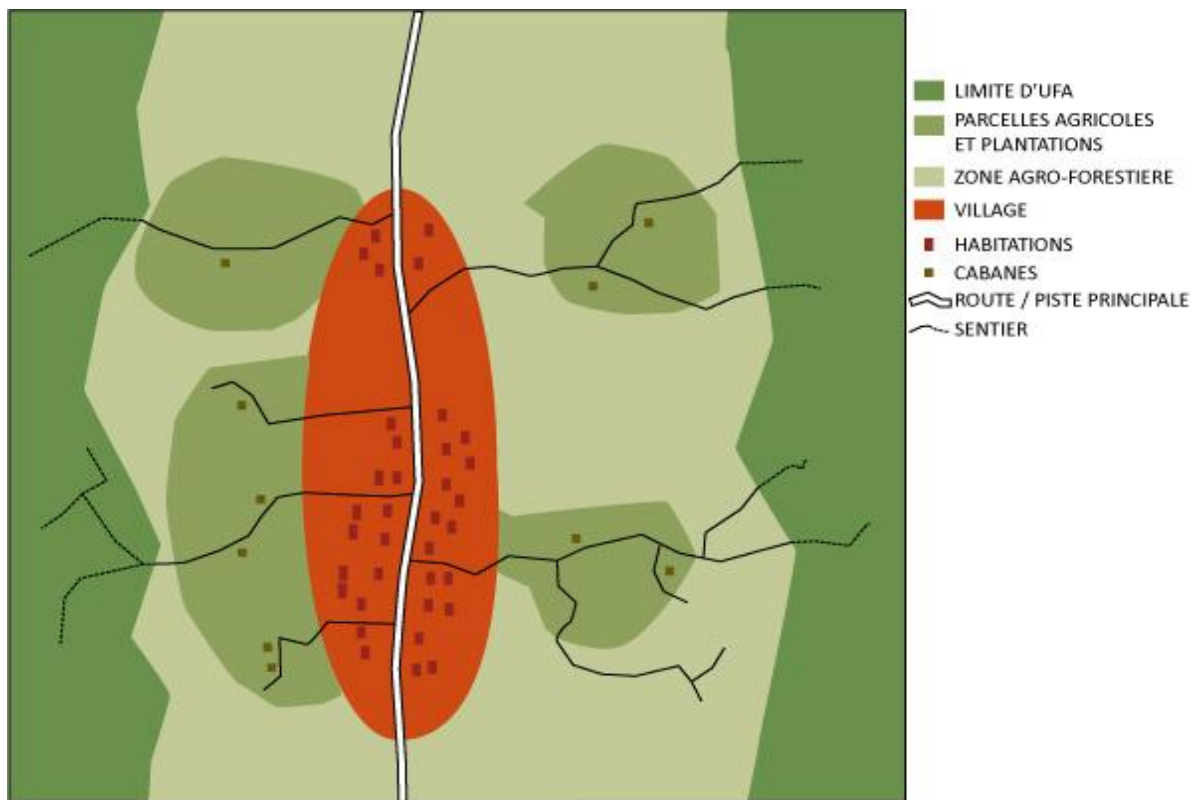 LIMITE D'UFA
PARCELLES AGRICOLES
ET PLANTATIONS
ZONE AGRO-FORESTIERE
VILLAGE
HABITATIONS
CABANES
ROUTE / PISTE PRINCIPALE
SENTIER